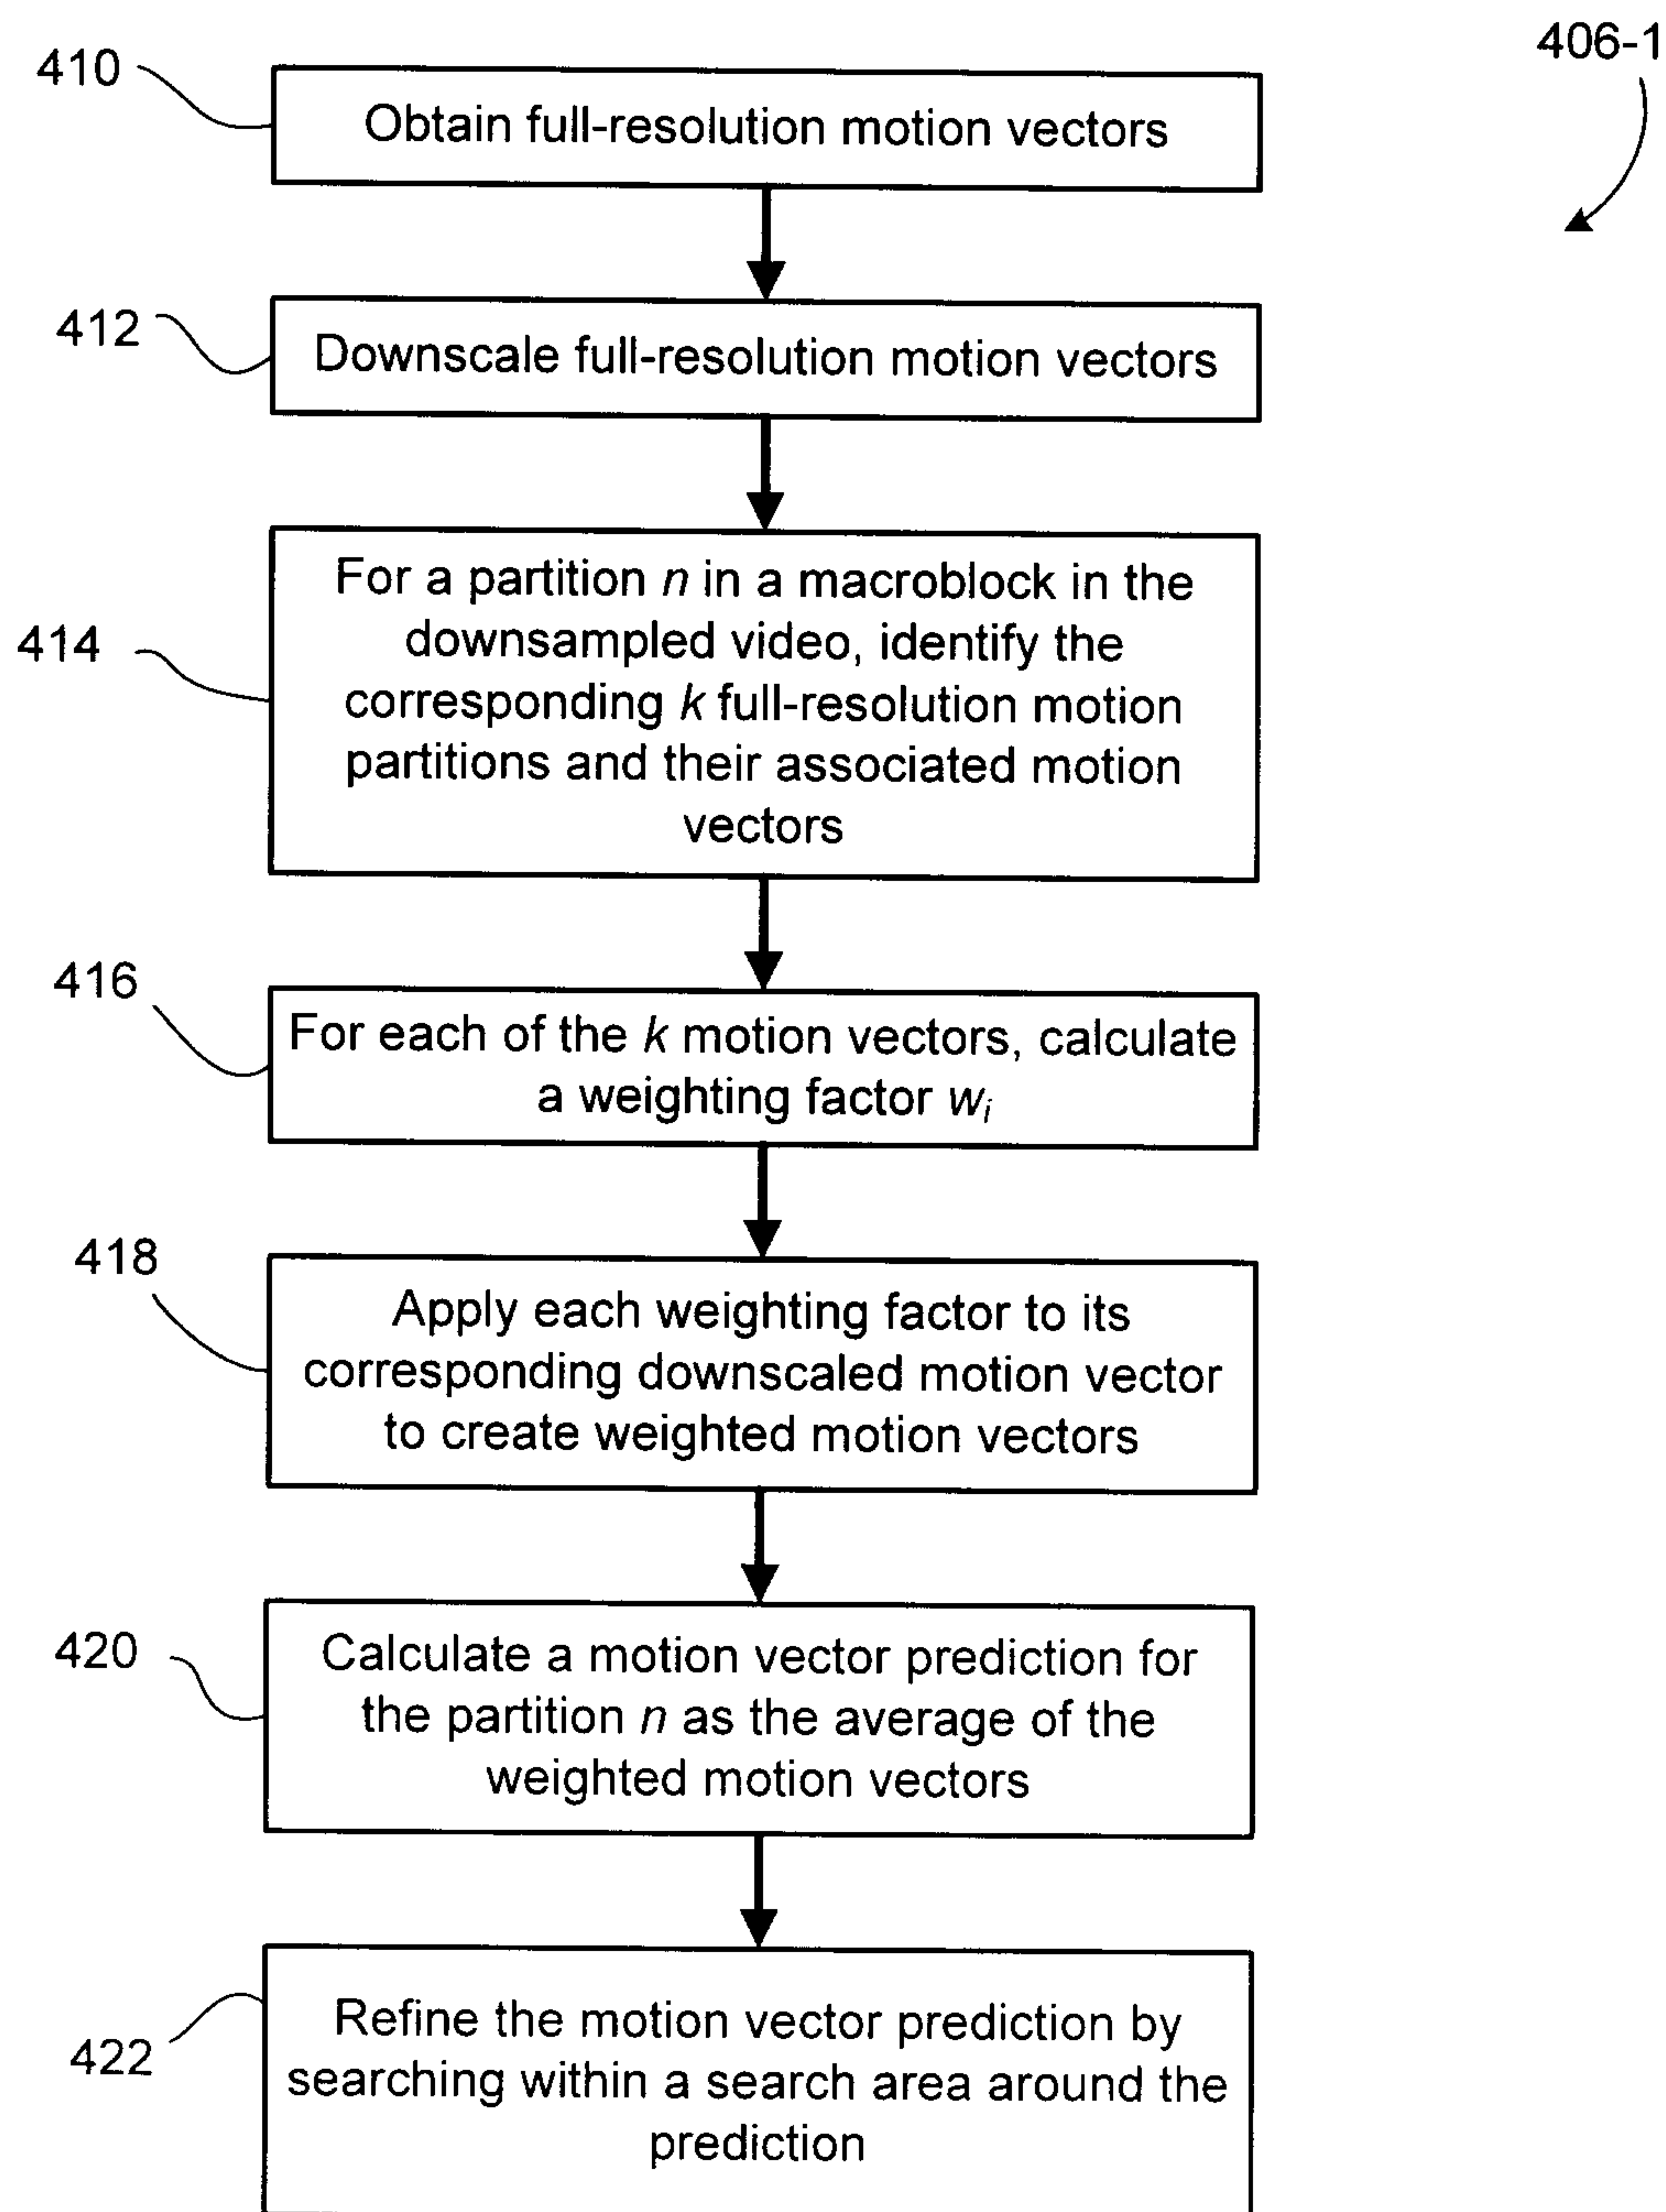 406-1
410
Obtain full-resolution motion vectors
412
Downscale full-resolution motion vectors
414
For a partition n in a macroblock in the
downsampled video, identify the
corresponding k full-resolution motion
partitions and their associated motion
vectors
416
For each of the k motion vectors, calculate
a weighting factor wi
418
Apply each weighting factor to its
corresponding downscaled motion vector
to create weighted motion vectors
420
Calculate a motion vector prediction for
the partition n as the average of the
weighted motion vectors
422
Refine the motion vector prediction by
searching within a search area around the
prediction